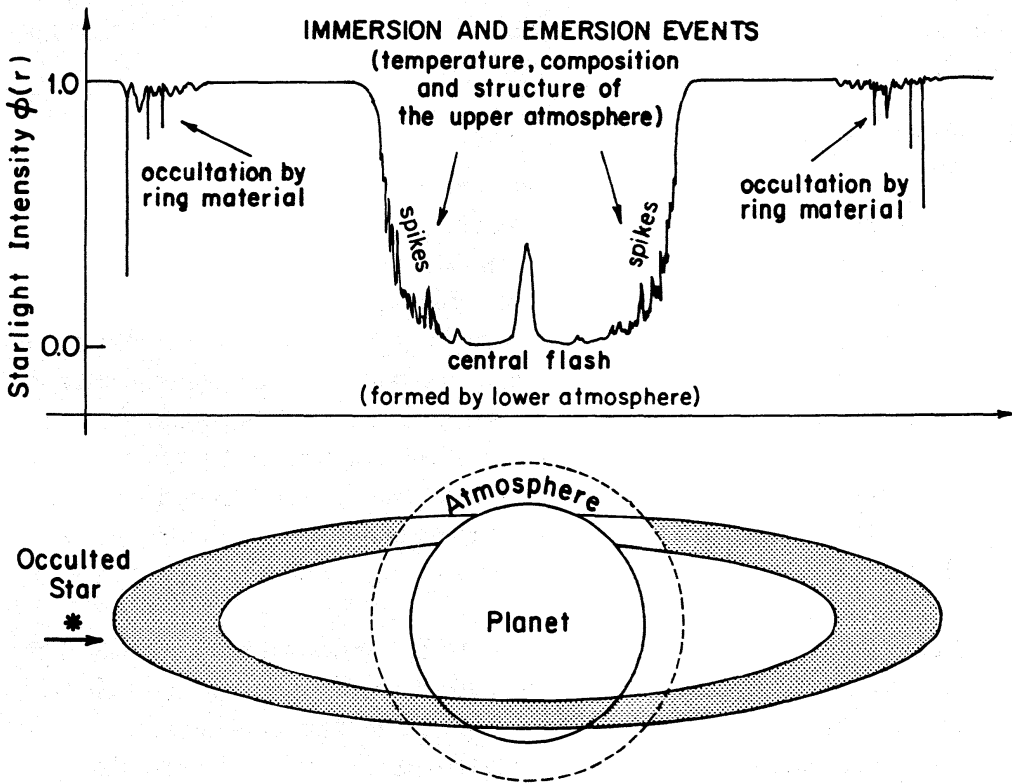 IMMERSION AND EMERSION EVENTS
(temperature, composition
and structure of
the upper atmosphere)
Starlight Intensity ϕ(r)
1.0
0.0
occultation by
ring material
occultation by
ring material
spikes
spikes
central flash
(formed by lower atmosphere)
Atmosphere
Occulted
Star
*
Planet